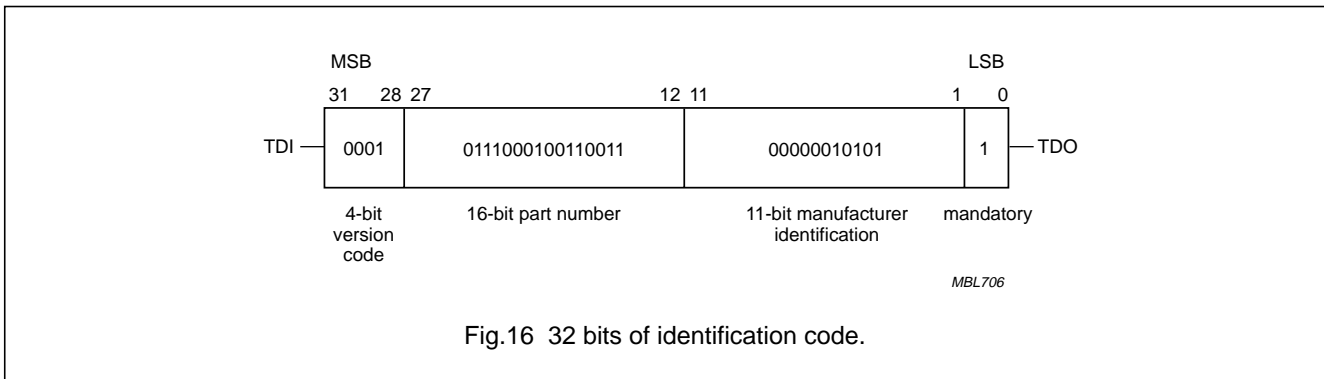 MSB LSB
31 28 27 12 11 1 0
TDI 0001 0111000100110011 00000010101 1 TDO
4-bit version code
16-bit part number
11-bit manufacturer identification
mandatory
MBL706
Fig.16 32 bits of identification code.